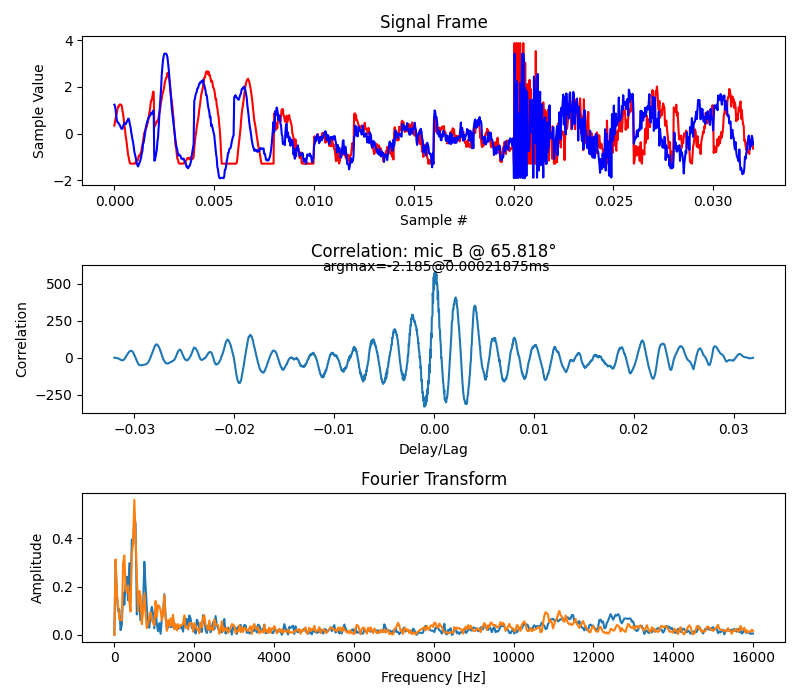 Signal Frame
4
2
0
−2
Sample Value
0.000 0.005 0.010 0.015 0.020 0.025 0.030
Sample #
Correlation: mic_B @ 65.818°
argmax=-2.185@0.00021875ms
500
250
0
−250
Correlation
−0.03 −0.02 −0.01 0.00 0.01 0.02 0.03
Delay/Lag
Fourier Transform
0.4
0.2
0.0
Amplitude
0 2000 4000 6000 8000 10000 12000 14000 16000
Frequency [Hz]